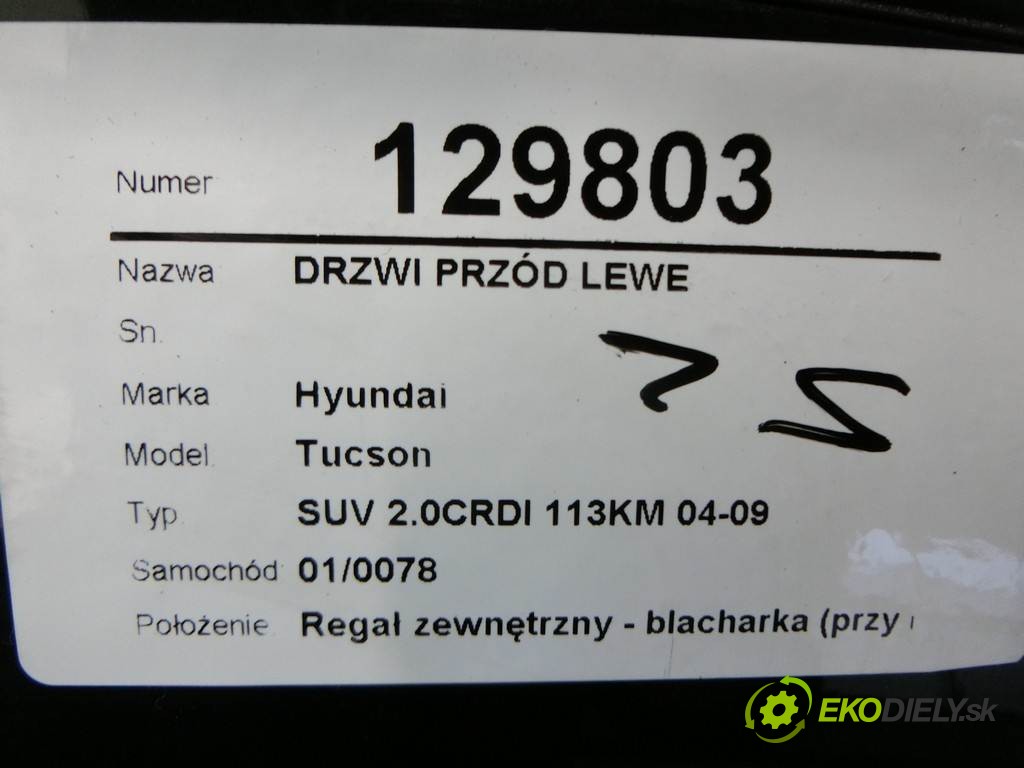 Numer 129803
Nazwa DRZWI PRZÓD LEWE
Sn.
Marka Hyundai
Model Tucson
Typ SUV 2.0CRDI 113KM 04-09
Samochód 01/0078
Położenie Regał zewnętrzny - blacharka (przy
EKODIELY.sk